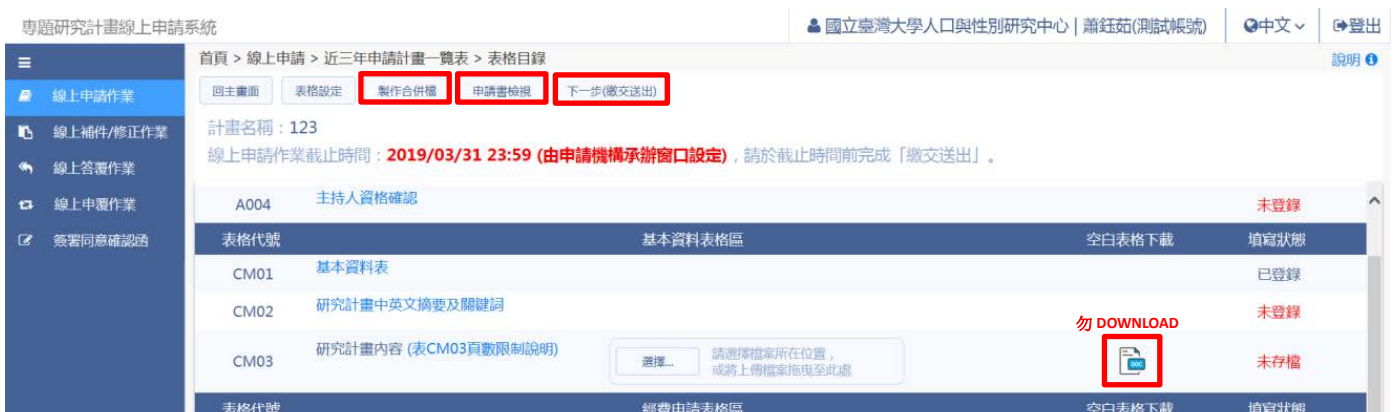 專題研究計畫線上申請系統
國立臺灣大學人口與性別研究中心 | 蕭鈺茹(測試帳號)
中文
登出
首頁 > 線上申請 > 近三年申請計畫一覽表 > 表格目錄
說明
線上申請作業
線上補件/修正作業
線上答覆作業
線上申覆作業
簽署同意確認函
回主畫面 表格設定 製作合併檔 申請書檢視 下一步(繳交送出)
計畫名稱：123
線上申請作業截止時間：2019/03/31 23:59 (由申請機構承辦窗口設定)，請於截止時間前完成「繳交送出」。
A004 主持人資格確認 未登錄
表格代號 基本資料表格區 空白表格下載 填寫狀態
CM01 基本資料表 已登錄
CM02 研究計畫中英文摘要及關鍵詞 未登錄
勿 DOWNLOAD
CM03 研究計畫內容 (表CM03頁數限制說明) 選擇... 請選擇檔案所在位置，
或將上傳檔案拖曳至此處
DOC
未存檔
表格代號 經費申請表格區 空白表格下載 填寫狀態